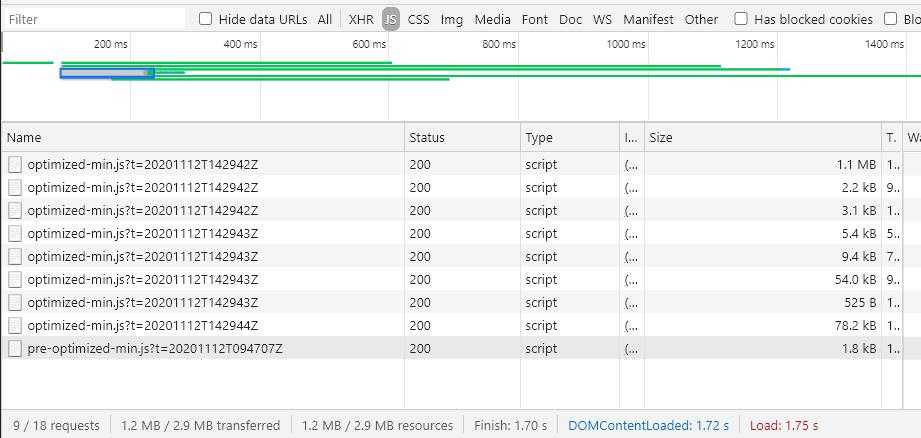 Filter Hide data URLs All XHR JS CSS Img Media Font Doc WS Manifest Other Has blocked cookies Blo
200 ms 400 ms 600 ms 800 ms 1000 ms 1200 ms 1400 ms
Name Status Type I... Size T. Wa
optimized-min.js?t=20201112T142942Z 200 script (... 1.1 MB 1..
optimized-min.js?t=20201112T142942Z 200 script (... 2.2 kB 9..
optimized-min.js?t=20201112T142942Z 200 script (... 3.1 kB 1..
optimized-min.js?t=20201112T142943Z 200 script (... 5.4 kB 5..
optimized-min.js?t=20201112T142943Z 200 script (... 9.4 kB 7..
optimized-min.js?t=20201112T142943Z 200 script (... 54.0 kB 9..
optimized-min.js?t=20201112T142943Z 200 script (... 525 B 1..
optimized-min.js?t=20201112T142944Z 200 script (... 78.2 kB 1..
pre-optimized-min.js?t=20201112T094707Z 200 script (... 1.8 kB 1..
9 / 18 requests 1.2 MB / 2.9 MB transferred 1.2 MB / 2.9 MB resources Finish: 1.70 s DOMContentLoaded: 1.72 s Load: 1.75 s